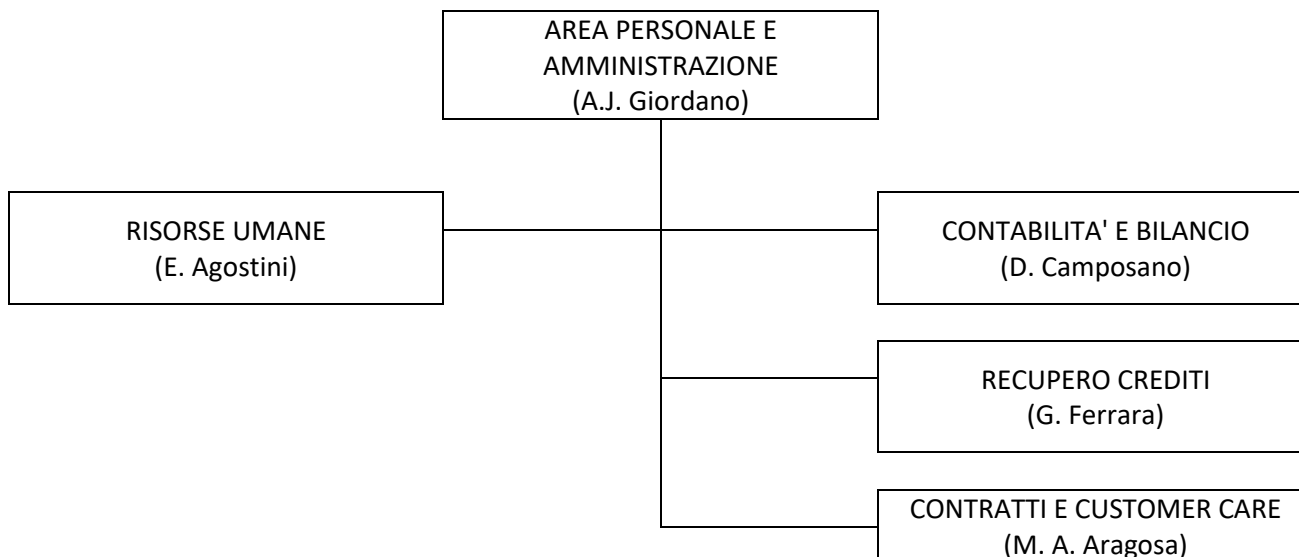 AREA PERSONALE E
AMMINISTRAZIONE
(A.J. Giordano)
RISORSE UMANE
(E. Agostini)
CONTABILITA' E BILANCIO
(D. Camposano)
RECUPERO CREDITI
(G. Ferrara)
CONTRATTI E CUSTOMER CARE
(M. A. Aragosa)